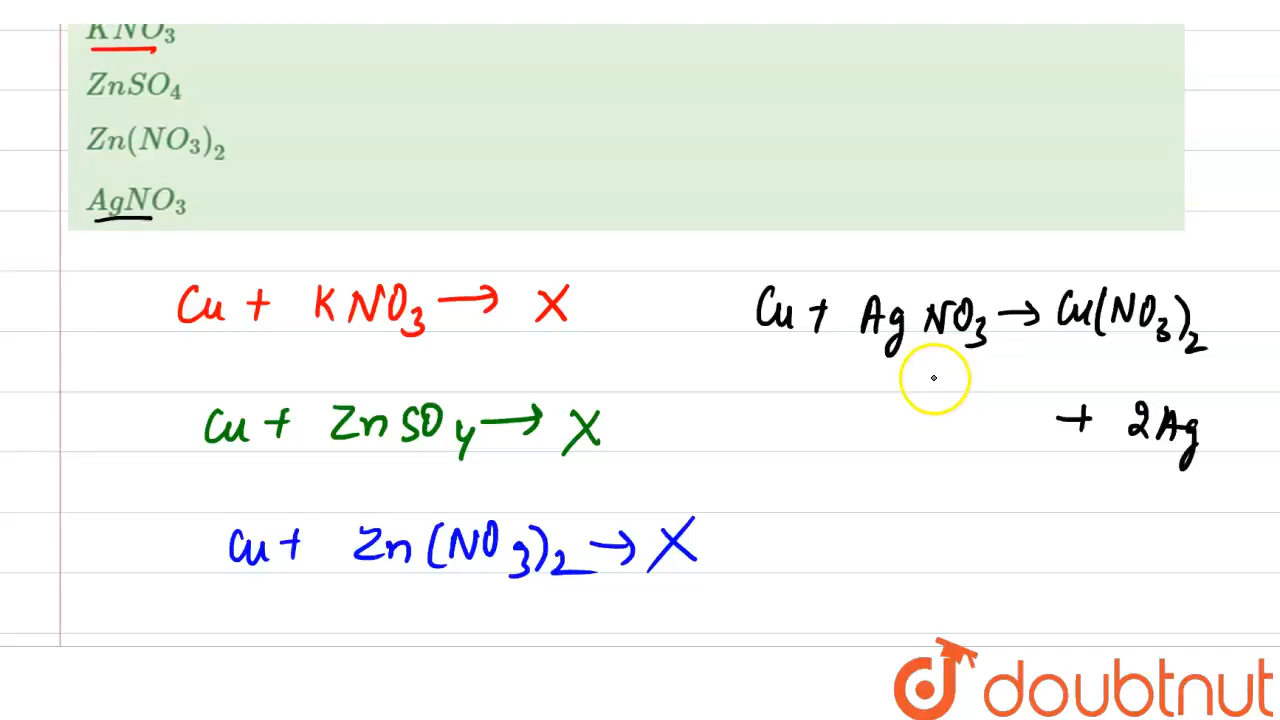 KNO₃
ZnSO₄
Zn(NO₃)₂
AgNO₃
Cu + KNO₃ → X
Cu + AgNO₃ → Cu(NO₃)₂
+ 2Ag
Cu + ZnSO₄ → X
Cu + Zn(NO₃)₂ → X
doubtnut